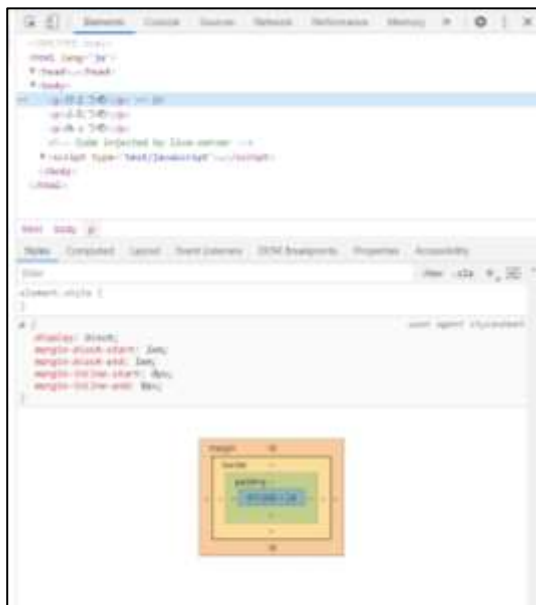 Elements Console Sources Network Performance Memory »
<!DOCTYPE html>
<html lang="ja">
<head>…</head>
<body>
<!-- Code injected by live-server -->
<script type="text/javascript">…</script>
</body>
</html>
html body p
Styles Computed Layout Event Listeners DOM Breakpoints Properties Accessibility
Filter :hov .cls +
element.style {
}
p { user agent stylesheet
display: block;
margin-block-start: 1em;
margin-block-end: 1em;
margin-inline-start: 0px;
margin-inline-end: 0px;
}
margin 16
border -
padding -
-
-
16